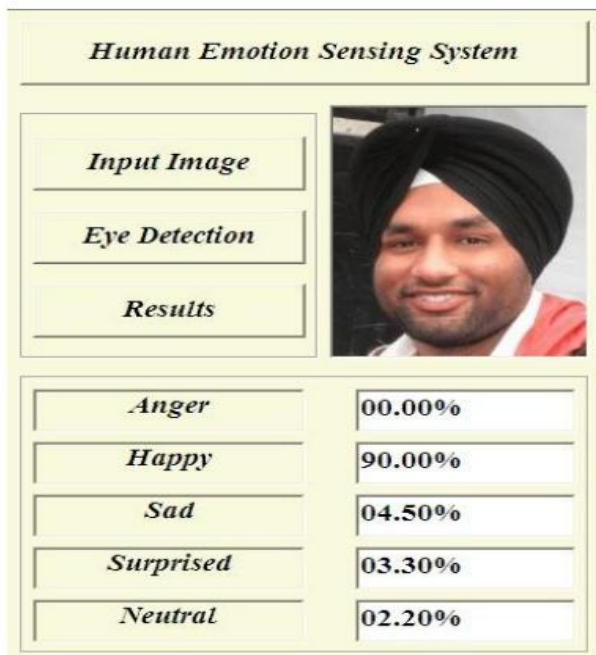 Human Emotion Sensing System
Input Image
Eye Detection
Results
Anger 00.00%
Happy 90.00%
Sad 04.50%
Surprised 03.30%
Neutral 02.20%